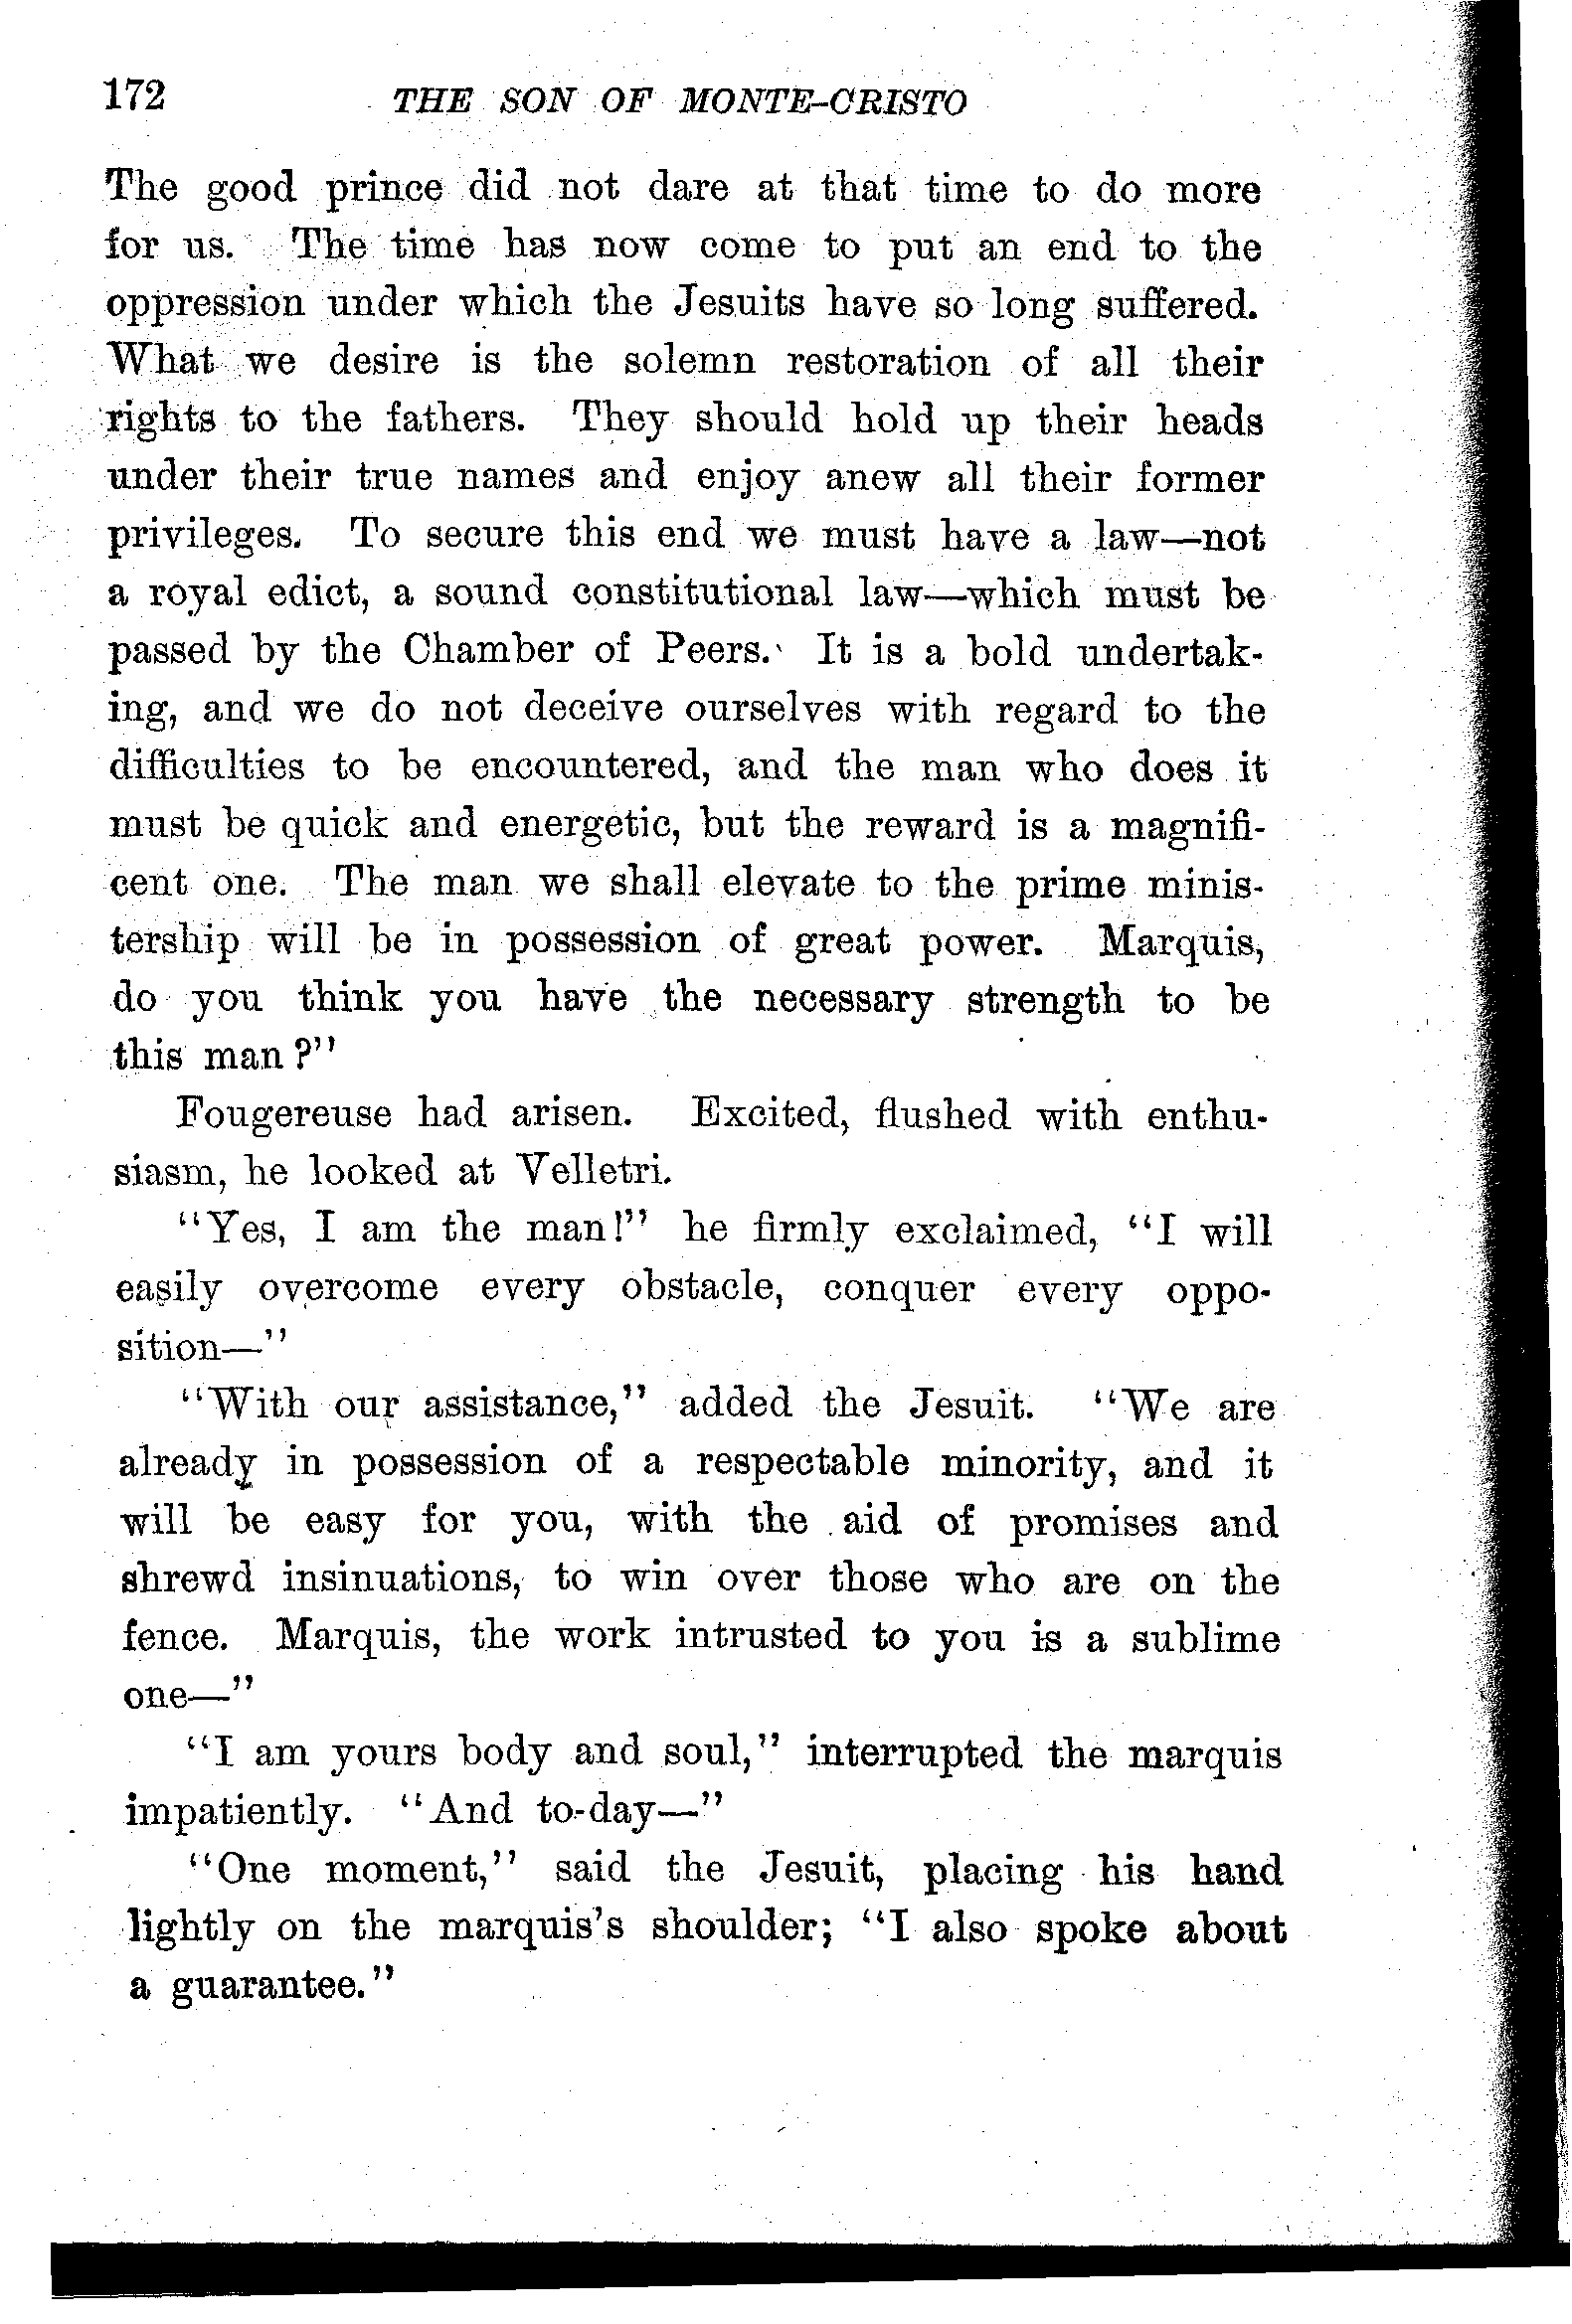 172 THE SON OF MONTE-CRISTO
The good prince did not dare at that time to do more
for us. The time has now come to put an end to the
oppression under which the Jesuits have so long suffered.
What we desire is the solemn restoration of all their
rights to the fathers. They should hold up their heads
under their true names and enjoy anew all their former
privileges. To secure this end we must have a law—not
a royal edict, a sound constitutional law—which must be
passed by the Chamber of Peers. It is a bold undertak-
ing, and we do not deceive ourselves with regard to the
difficulties to be encountered, and the man who does it
must be quick and energetic, but the reward is a magnifi-
cent one. The man we shall elevate to the prime minis-
tership will be in possession of great power. Marquis,
do you think you have the necessary strength to be
this man?"
Fougereuse had arisen. Excited, flushed with enthu-
siasm, he looked at Velletri.
"Yes, I am the man!" he firmly exclaimed, "I will
easily overcome every obstacle, conquer every oppo-
sition—"
"With our assistance," added the Jesuit. "We are
already in possession of a respectable minority, and it
will be easy for you, with the aid of promises and
shrewd insinuations, to win over those who are on the
fence. Marquis, the work intrusted to you is a sublime
one—"
"I am yours body and soul," interrupted the marquis
impatiently. "And to-day—"
"One moment," said the Jesuit, placing his hand
lightly on the marquis's shoulder; "I also spoke about
a guarantee."